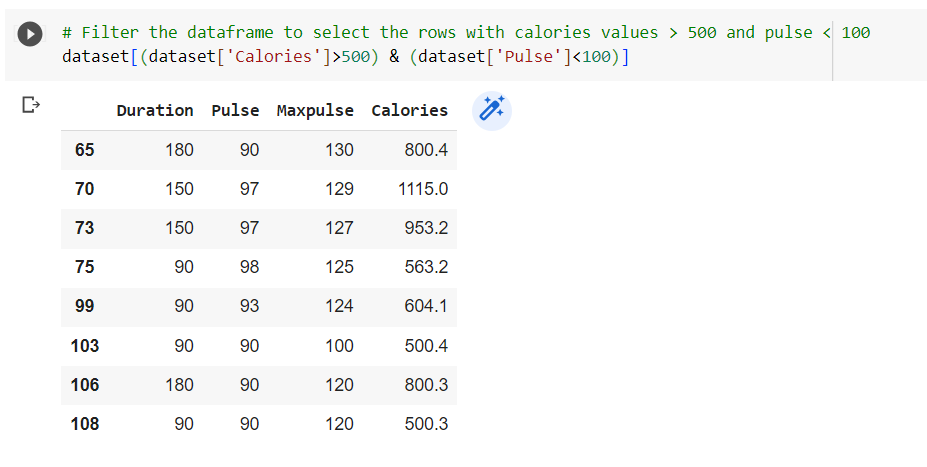 # Filter the dataframe to select the rows with calories values > 500 and pulse < 100
dataset[(dataset['Calories']>500) & (dataset['Pulse']<100)]
Duration Pulse Maxpulse Calories
65 180 90 130 800.4
70 150 97 129 1115.0
73 150 97 127 953.2
75 90 98 125 563.2
99 90 93 124 604.1
103 90 90 100 500.4
106 180 90 120 800.3
108 90 90 120 500.3